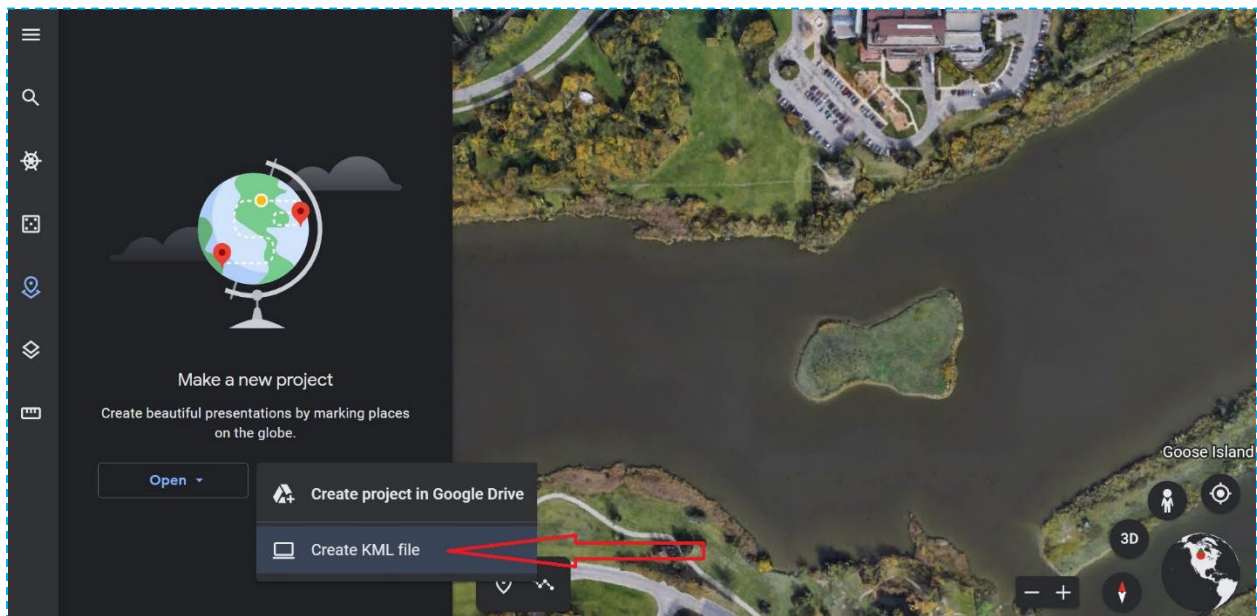 Make a new project
Create beautiful presentations by marking places
on the globe.
Open
Create project in Google Drive
Create KML file
Goose Island
3D